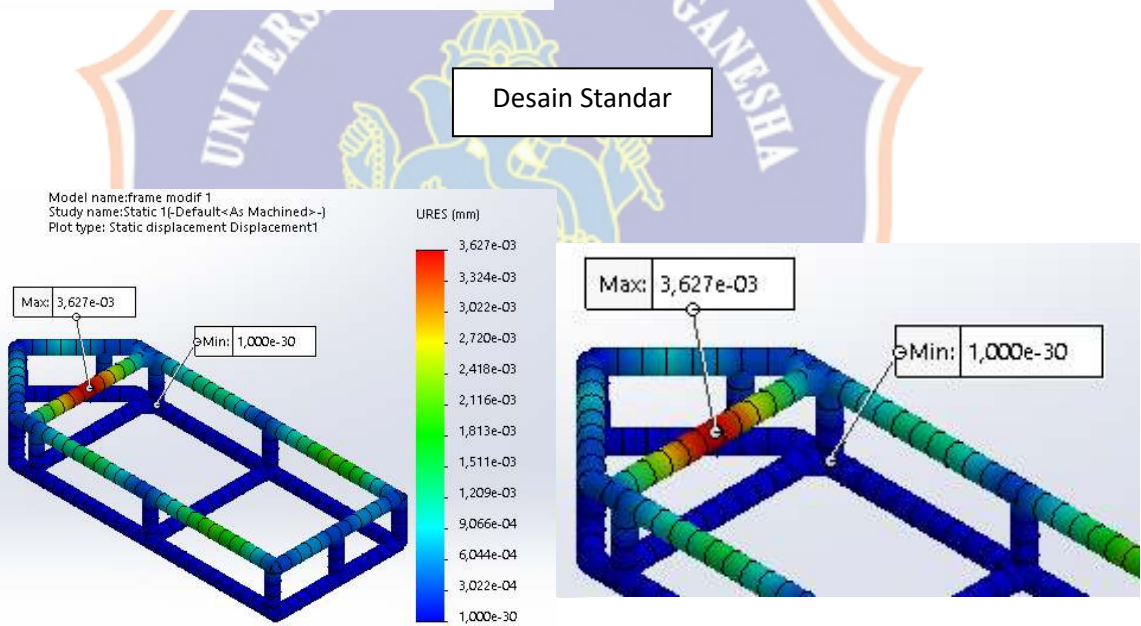 UNIVERS
GANESHA
Desain Standar
Model name:frame modif 1
Study name:Static 1(-Default<As Machined>-)
Plot type: Static displacement Displacement1
URES (mm)
3,627e-03
3,324e-03
3,022e-03
2,720e-03
2,418e-03
2,116e-03
1,813e-03
1,511e-03
1,209e-03
9,066e-04
6,044e-04
3,022e-04
1,000e-30
Max: 3,627e-03
Min: 1,000e-30
Max: 3,627e-03
Min: 1,000e-30